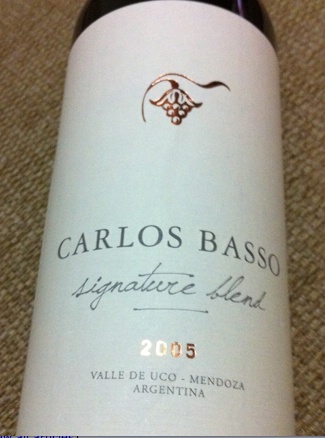 CARLOS BASSO
signature blend
2005
VALLE DE UCO - MENDOZA
ARGENTINA